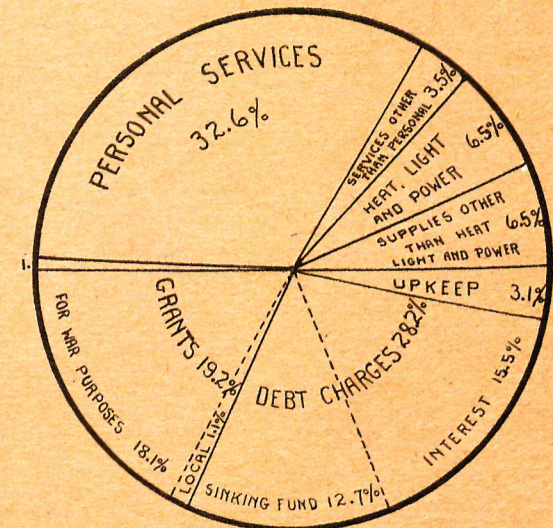 PERSONAL SERVICES
32.6%
SERVICES OTHER
THAN PERSONAL 3.5%
HEAT, LIGHT
AND POWER
6.5%
SUPPLIES OTHER
THAN HEAT
LIGHT AND POWER
6.5%
UPKEEP 3.1%
DEBT CHARGES 28.2%
INTEREST 15.5%
SINKING FUND 12.7%
GRANTS 19.2%
LOCAL 1.1%
FOR WAR PURPOSES 18.1%
1.